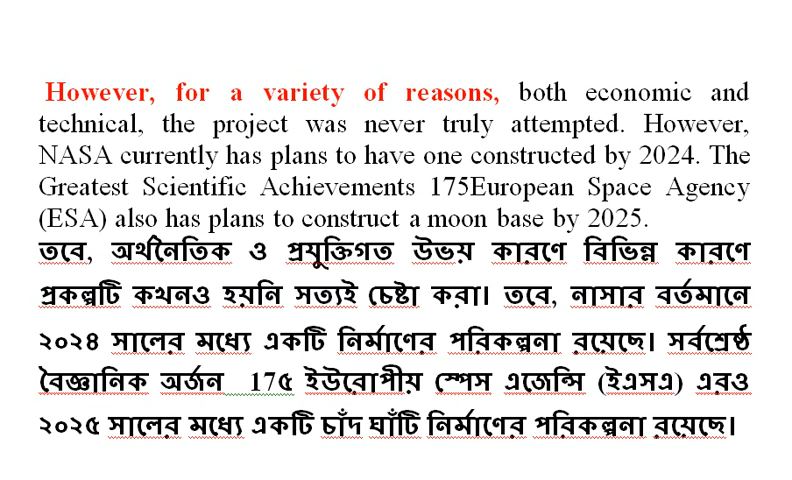 However, for a variety of reasons, both economic and
technical, the project was never truly attempted. However,
NASA currently has plans to have one constructed by 2024. The
Greatest Scientific Achievements 175European Space Agency
(ESA) also has plans to construct a moon base by 2025.
তবে, অর্থনৈতিক ও প্রযুক্তিগত উভয় কারণে বিভিন্ন কারণে
প্রকল্পটি কখনও হয়নি সত্যই চেষ্টা করা। তবে, নাসার বর্তমানে
২০২৪ সালের মধ্যে একটি নির্মাণের পরিকল্পনা রয়েছে। সর্বশ্রেষ্ঠ
বৈজ্ঞানিক অর্জন 17৫ ইউরোপীয় স্পেস এজেন্সি (ইএসএ) এরও
২০২৫ সালের মধ্যে একটি চাঁদ ঘাঁটি নির্মাণের পরিকল্পনা রয়েছে।